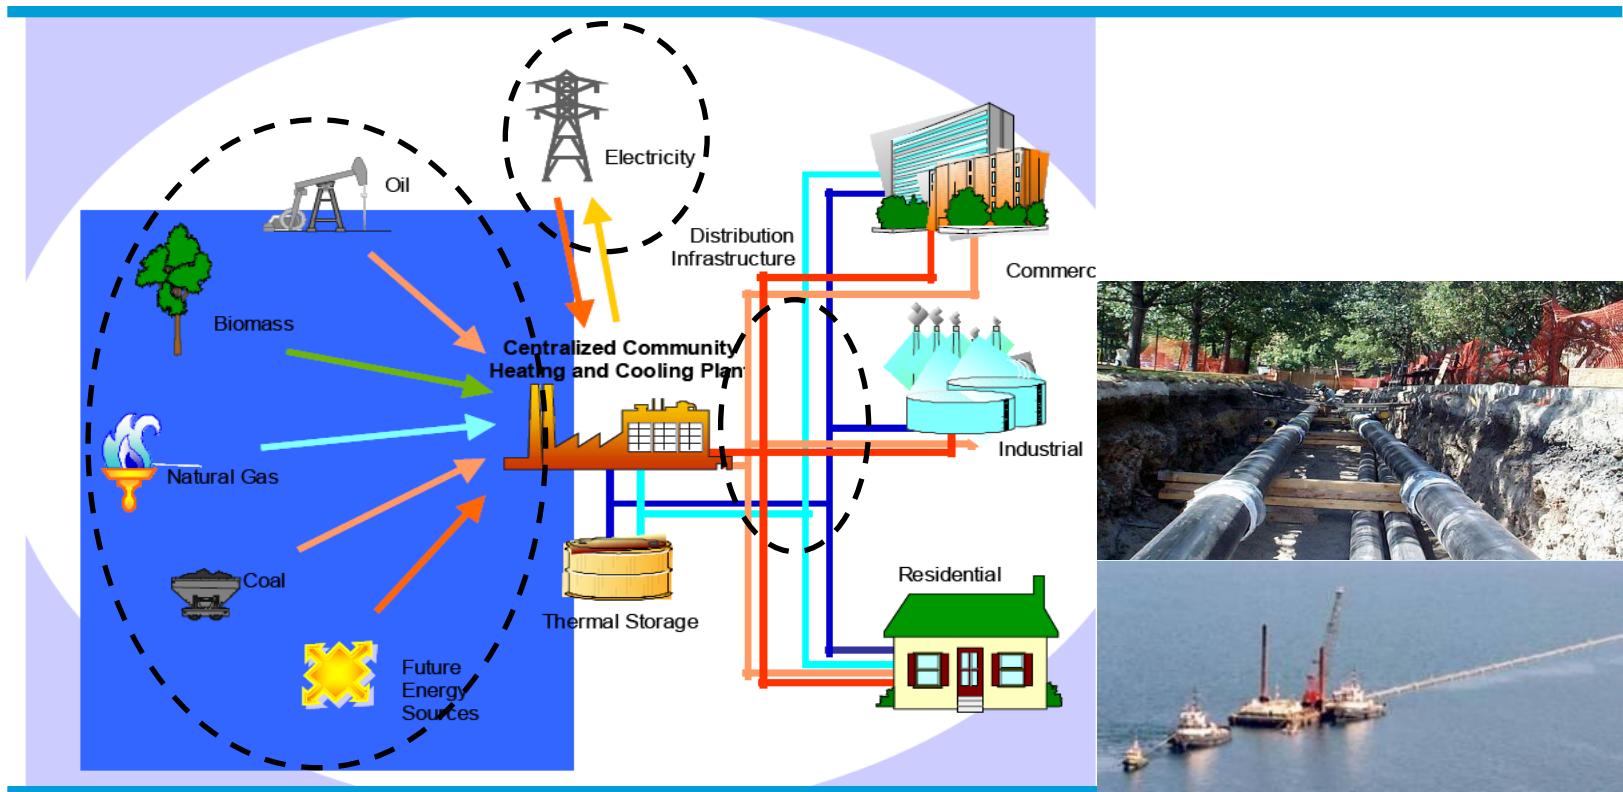 Electricity
Oil
Distribution
Infrastructure
Commerc
Biomass
Centralized Community
Heating and Cooling Plant
Industrial
Natural Gas
Coal
Residential
Thermal Storage
Future
Energy
Sources